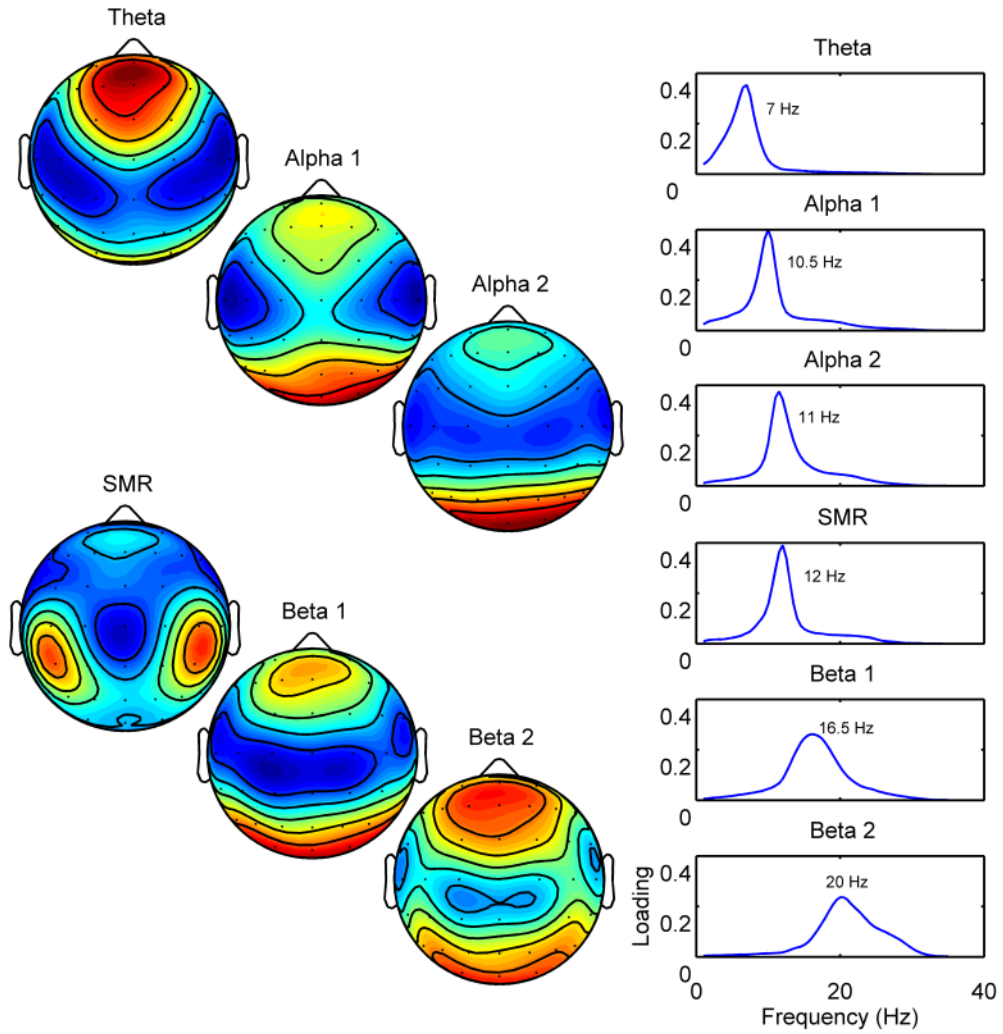 Theta
Alpha 1
Alpha 2
SMR
Beta 1
Beta 2
Theta
0.4
0.2
0
7 Hz
Alpha 1
0.4
0.2
0
10.5 Hz
Alpha 2
0.4
0.2
0
11 Hz
SMR
0.4
0.2
0
12 Hz
Beta 1
0.4
0.2
0
16.5 Hz
Beta 2
0.4
0.2
0
20 Hz
Loading
0 20 40
Frequency (Hz)